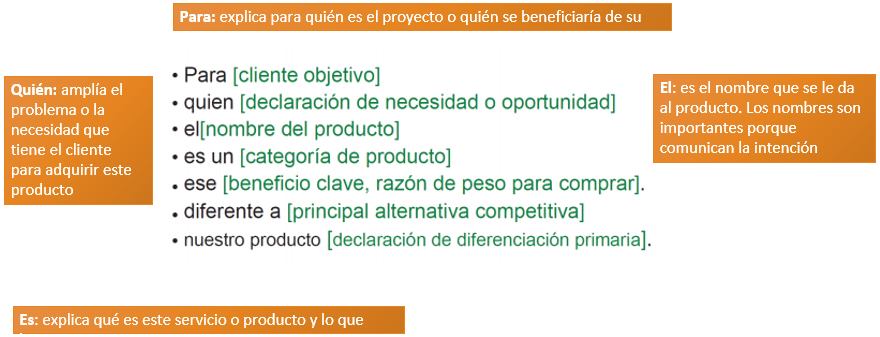 Para: explica para quién es el proyecto o quién se beneficiaría de su
Quién: amplía el
problema o la
necesidad que
tiene el cliente
para adquirir este
producto
• Para [cliente objetivo]
• quien [declaración de necesidad o oportunidad]
• el[nombre del producto]
• es un [categoría de producto]
• ese [beneficio clave, razón de peso para comprar].
• diferente a [principal alternativa competitiva]
• nuestro producto [declaración de diferenciación primaria].
El: es el nombre que se le da
al producto. Los nombres son
importantes porque
comunican la intención
Es: explica qué es este servicio o producto y lo que